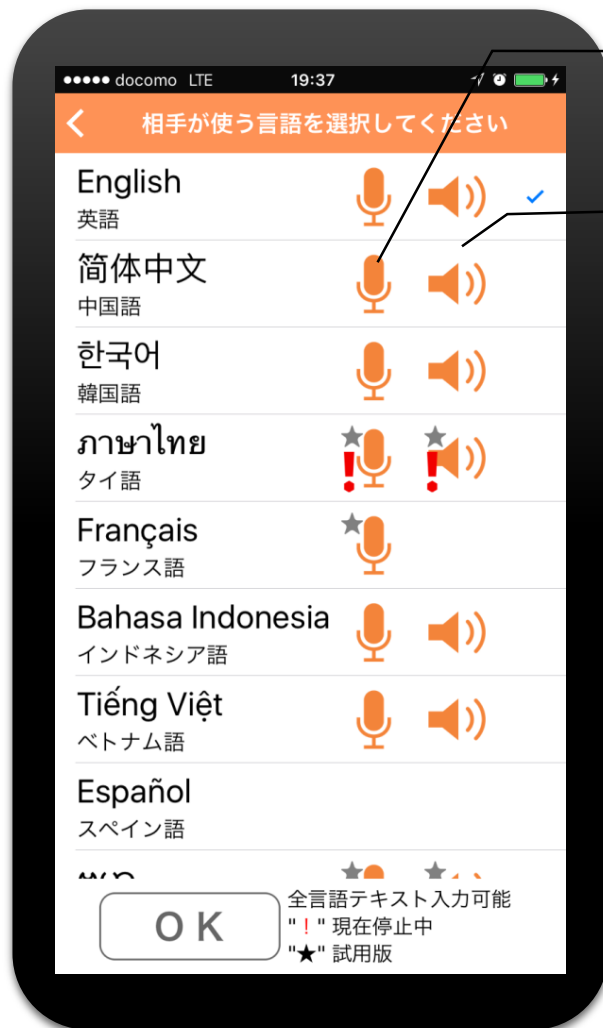 docomo LTE 19:37
相手が使う言語を選択してください
English
英語
简体中文
中国語
한국어
韓国語
ภาษาไทย
タイ語
Français
フランス語
Bahasa Indonesia
インドネシア語
Tiếng Việt
ベトナム語
Español
スペイン語
OK
全言語テキスト入力可能
"!" 現在停止中
"★" 試用版